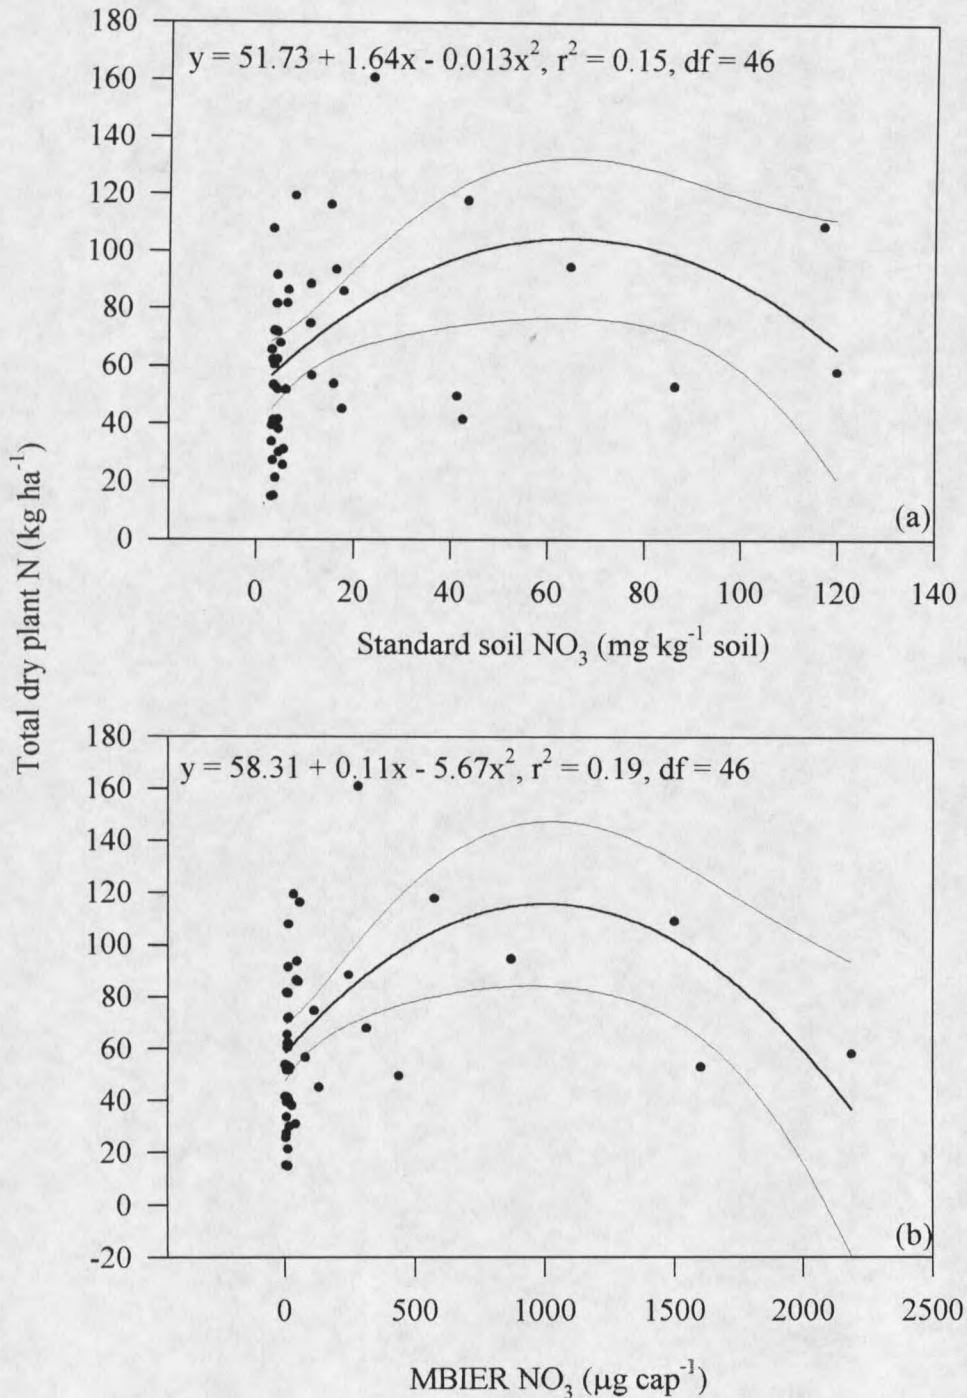 Total dry plant N (kg ha⁻¹)
180
160
140
120
100
80
60
40
20
0
y = 51.73 + 1.64x - 0.013x², r² = 0.15, df = 46
(a)
0 20 40 60 80 100 120 140
Standard soil NO₃ (mg kg⁻¹ soil)
180
160
140
120
100
80
60
40
20
0
-20
y = 58.31 + 0.11x - 5.67x², r² = 0.19, df = 46
(b)
0 500 1000 1500 2000 2500
MBIER NO₃ (µg cap⁻¹)